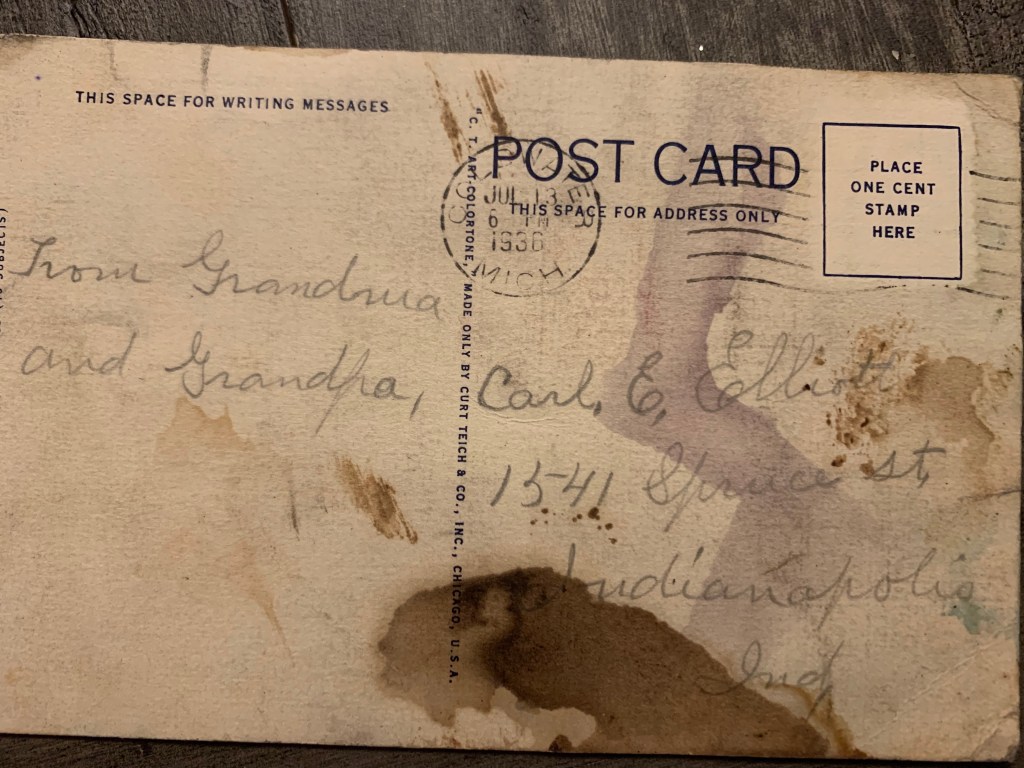 THIS SPACE FOR WRITING MESSAGES
POST CARD
THIS SPACE FOR ADDRESS ONLY
PLACE
ONE CENT
STAMP
HERE
JUL 13
6 PM
1936
MICH
"C. T. ART-COLORTONE," MADE ONLY BY CURT TEICH & CO., INC., CHICAGO, U.S.A.
From Grandma
and Grandpa,
Carl. E. Elliott
1541 Spruce st.
Indianapolis
Ind